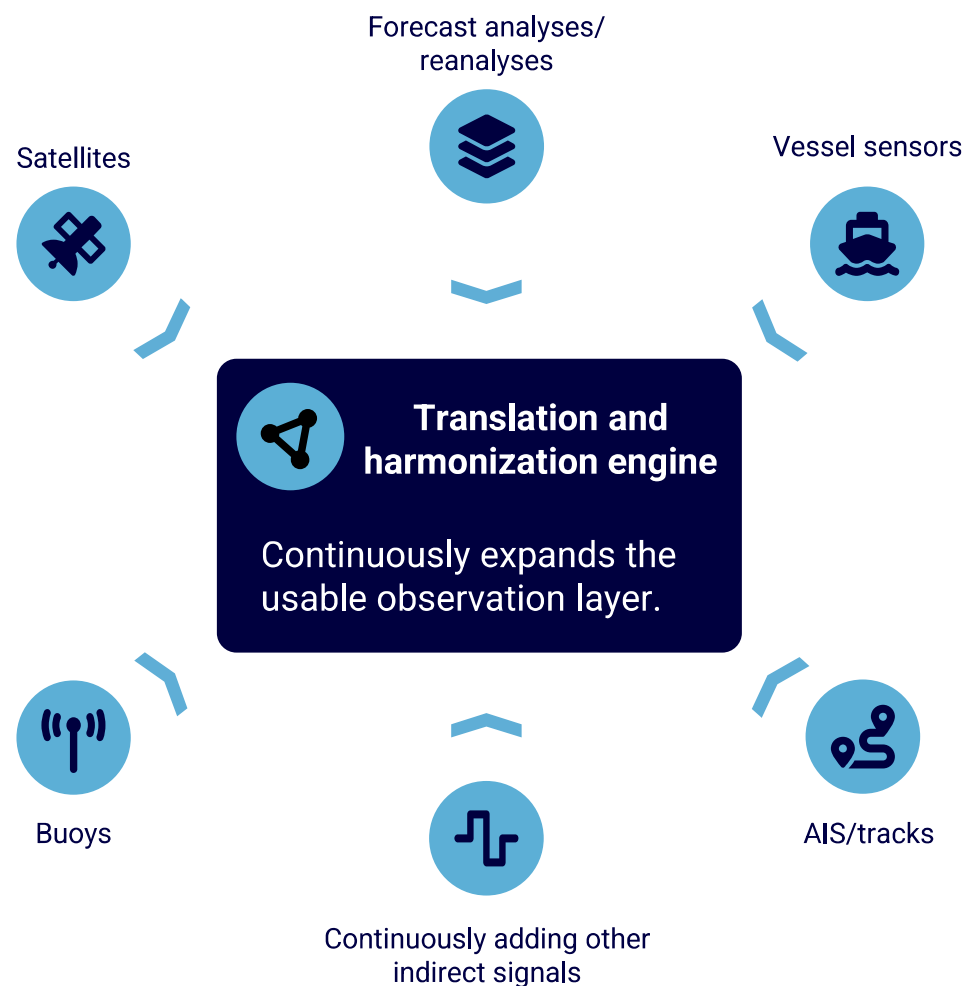 Forecast analyses/
reanalyses
Satellites
Vessel sensors
Translation and
harmonization engine
Continuously expands the
usable observation layer.
Buoys
AIS/tracks
Continuously adding other
indirect signals